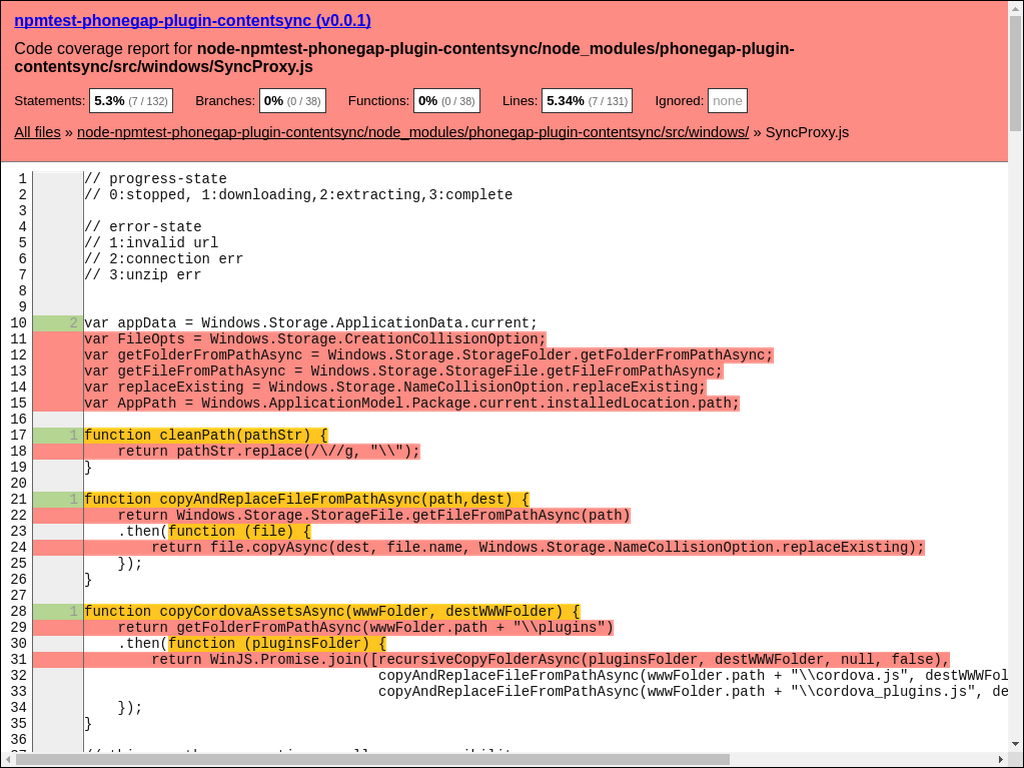 npmtest-phonegap-plugin-contentsync (v0.0.1)
Code coverage report for node-npmtest-phonegap-plugin-contentsync/node_modules/phonegap-plugin-
contentsync/src/windows/SyncProxy.js
Statements: 5.3% (7 / 132) Branches: 0% (0 / 38) Functions: 0% (0 / 38) Lines: 5.34% (7 / 131) Ignored: none
All files » node-npmtest-phonegap-plugin-contentsync/node_modules/phonegap-plugin-contentsync/src/windows/ » SyncProxy.js
1 // progress-state
2 // 0:stopped, 1:downloading,2:extracting,3:complete
3
4 // error-state
5 // 1:invalid url
6 // 2:connection err
7 // 3:unzip err
8
9
10 2 var appData = Windows.Storage.ApplicationData.current;
11 var FileOpts = Windows.Storage.CreationCollisionOption;
12 var getFolderFromPathAsync = Windows.Storage.StorageFolder.getFolderFromPathAsync;
13 var getFileFromPathAsync = Windows.Storage.StorageFile.getFileFromPathAsync;
14 var replaceExisting = Windows.Storage.NameCollisionOption.replaceExisting;
15 var AppPath = Windows.ApplicationModel.Package.current.installedLocation.path;
16
17 1 function cleanPath(pathStr) {
18 return pathStr.replace(/\//g, "\\");
19 }
20
21 1 function copyAndReplaceFileFromPathAsync(path,dest) {
22 return Windows.Storage.StorageFile.getFileFromPathAsync(path)
23 .then(function (file) {
24 return file.copyAsync(dest, file.name, Windows.Storage.NameCollisionOption.replaceExisting);
25 });
26 }
27
28 1 function copyCordovaAssetsAsync(wwwFolder, destWWWFolder) {
29 return getFolderFromPathAsync(wwwFolder.path + "\\plugins")
30 .then(function (pluginsFolder) {
31 return WinJS.Promise.join([recursiveCopyFolderAsync(pluginsFolder, destWWWFolder, null, false),
32 copyAndReplaceFileFromPathAsync(wwwFolder.path + "\\cordova.js", destWWWFol
33 copyAndReplaceFileFromPathAsync(wwwFolder.path + "\\cordova_plugins.js", de
34 });
35 }
36